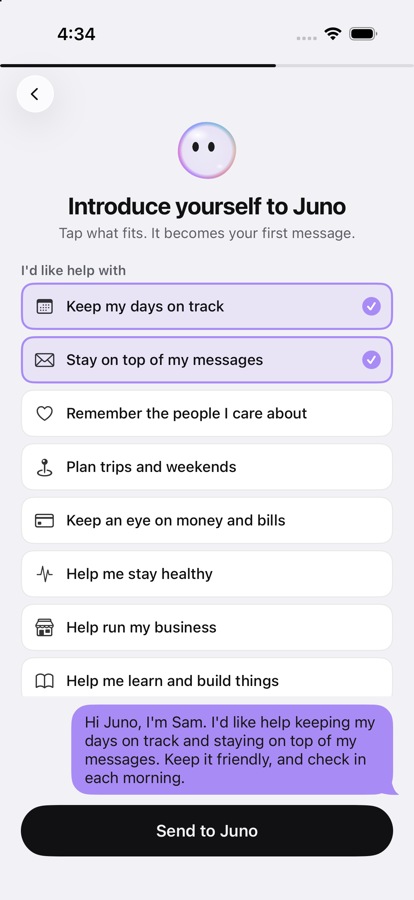 4:34
Introduce yourself to Juno
Tap what fits. It becomes your first message.
I'd like help with
Keep my days on track
Stay on top of my messages
Remember the people I care about
Plan trips and weekends
Keep an eye on money and bills
Help me stay healthy
Help run my business
Help me learn and build things
Hi Juno, I'm Sam. I'd like help keeping my
days on track and staying on top of my
messages. Keep it friendly, and check in
each morning.
Send to Juno